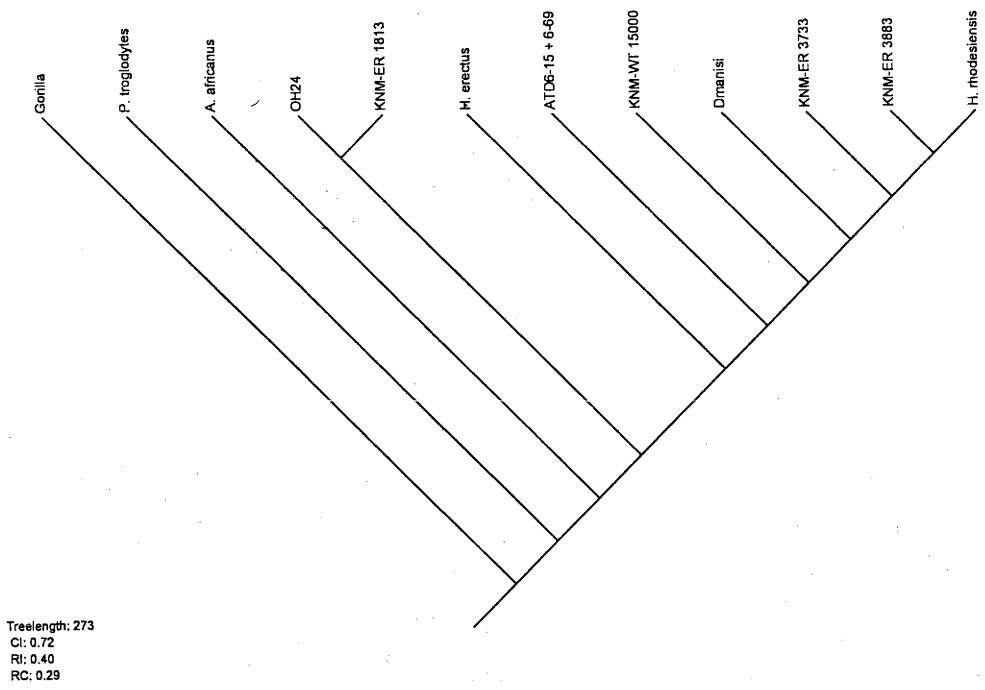 Gorilla
P. troglodytes
A. africanus
OH24
KNM-ER 1813
H. erectus
ATD6-15 + 6-69
KNM-WT 15000
Dmanisi
KNM-ER 3733
KNM-ER 3883
H. rhodesiensis
Treelength: 273
CI: 0.72
RI: 0.40
RC: 0.29